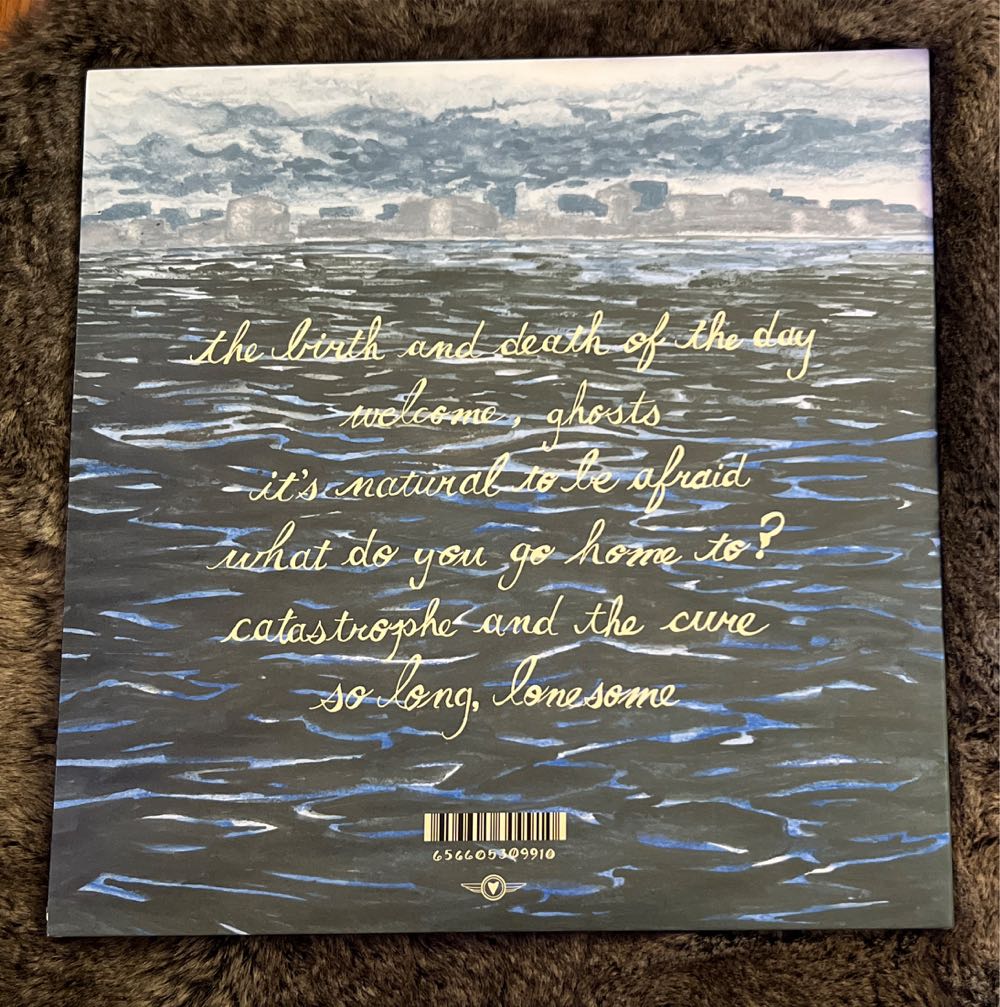 the birth and death of the day
welcome, ghosts
it's natural to be afraid
what do you go home to?
catastrophe and the cure
so long, lonesome
656605309910